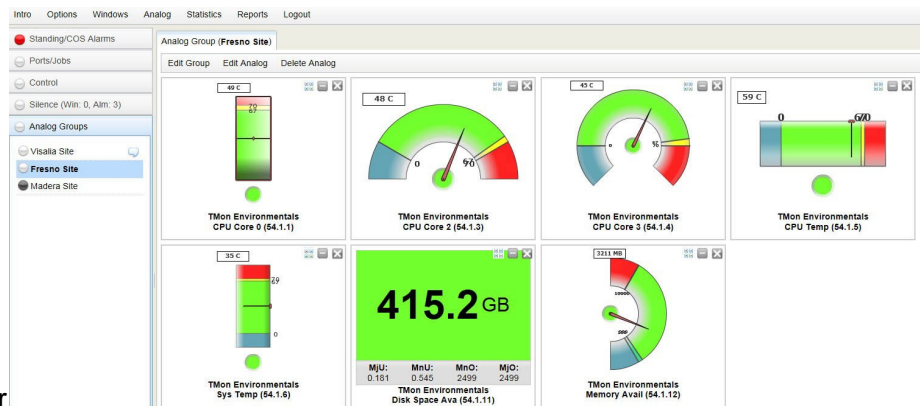 Intro Options Windows Analog Statistics Reports Logout
Standing/COS Alarms
Ports/Jobs
Control
Silence (Win: 0, Alm: 3)
Analog Groups
Visalia Site
Fresno Site
Madera Site
r
Analog Group (Fresno Site)
Edit Group Edit Analog Delete Analog
49 C
TMon Environmentals
CPU Core 0 (54.1.1)
48 C
0
TMon Environmentals
CPU Core 2 (54.1.3)
45 C
0
TMon Environmentals
CPU Core 3 (54.1.4)
59 C
0
TMon Environmentals
CPU Temp (54.1.5)
35 C
0
TMon Environmentals
Sys Temp (54.1.6)
415.2 GB
MjU: MnU: MnO: MjO:
0.181 0.545 2499 2499
TMon Environmentals
Disk Space Ava (54.1.11)
3211 MB
TMon Environmentals
Memory Avail (54.1.12)